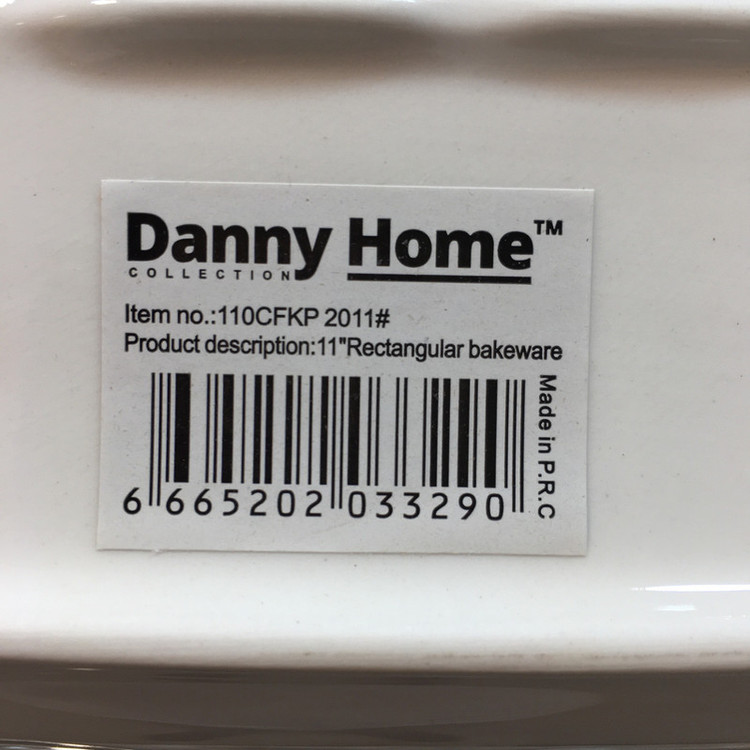 Danny Home™
COLLECTION
Item no.:110CFKP 2011#
Product description:11"Rectangular bakeware
Made in P.R.C
6 665202 033290